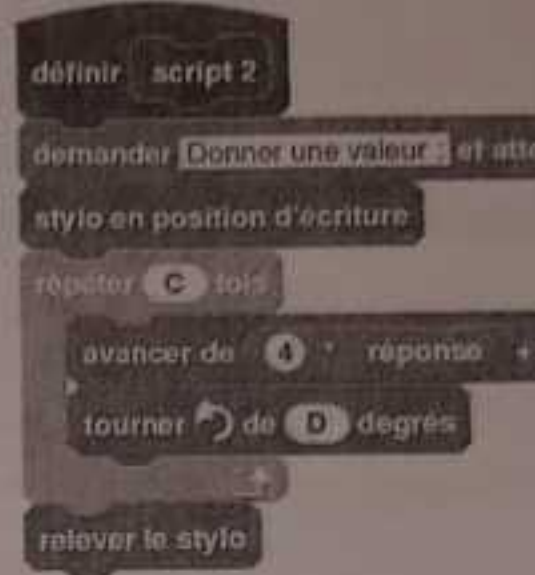 définir script 2
demander Donner une valeur : et atte
stylo en position d'écriture
répéter C fois
avancer de 4 * réponse +
tourner de D degrés
relever le stylo